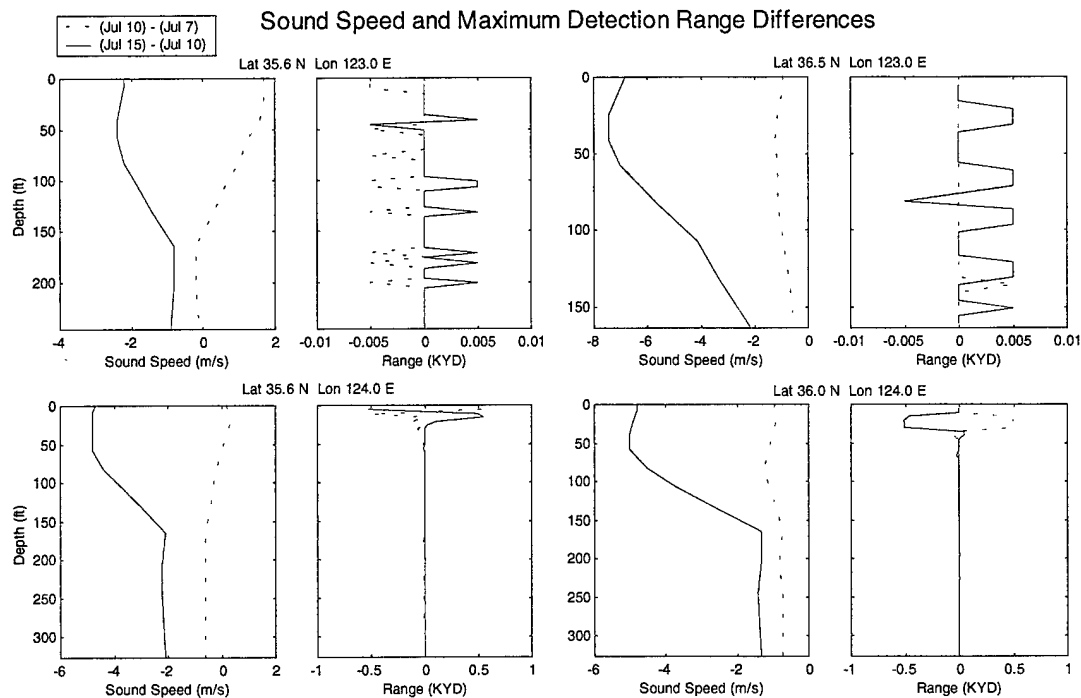 Sound Speed and Maximum Detection Range Differences
(Jul 10) - (Jul 7)
(Jul 15) - (Jul 10)
Lat 35.6 N Lon 123.0 E
0
50
100
150
200
Depth (ft)
-4 -2 0 2 4
Sound Speed (m/s)
-0.01 -0.005 0 0.005 0.01
Range (KYD)
Lat 36.5 N Lon 123.0 E
0
50
100
150
-8 -6 -4 -2 0
Sound Speed (m/s)
-0.01 -0.005 0 0.005 0.01
Range (KYD)
Lat 35.6 N Lon 124.0 E
0
50
100
150
200
250
300
Depth (ft)
-6 -4 -2 0 2
Sound Speed (m/s)
-1 -0.5 0 0.5 1
Range (KYD)
Lat 36.0 N Lon 124.0 E
0
50
100
150
200
250
300
-6 -4 -2 0
Sound Speed (m/s)
-1 -0.5 0 0.5 1
Range (KYD)